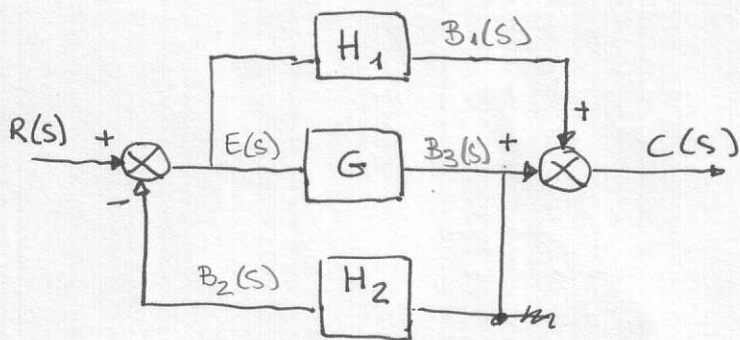 H1
B1(S)
+
R(S)
+
E(S)
G
B3(S)
+
C(S)
-
B2(S)
H2